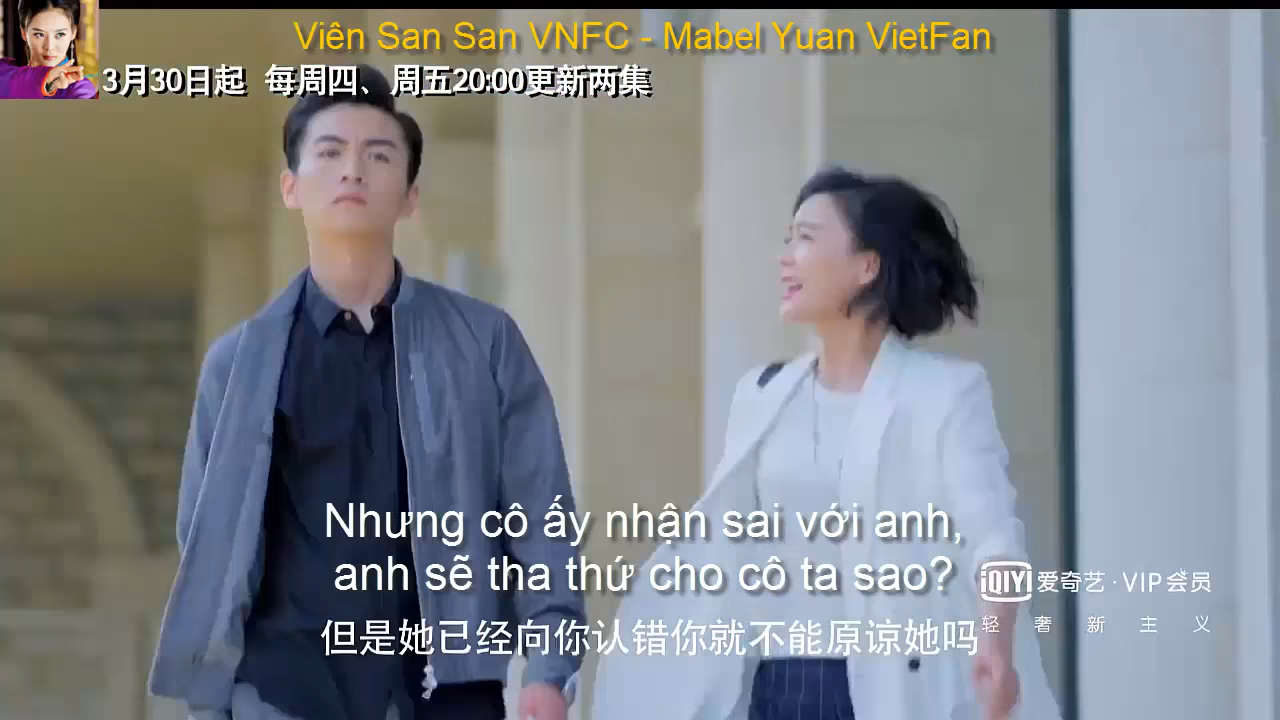 Viên San San VNFC - Mabel Yuan VietFan
3月30日起 每周四、周五20:00更新两集
Nhưng cô ấy nhận sai với anh,
anh sẽ tha thứ cho cô ta sao?
iQIYI 爱奇艺·VIP会员
轻奢新主义
但是她已经向你认错你就不能原谅她吗